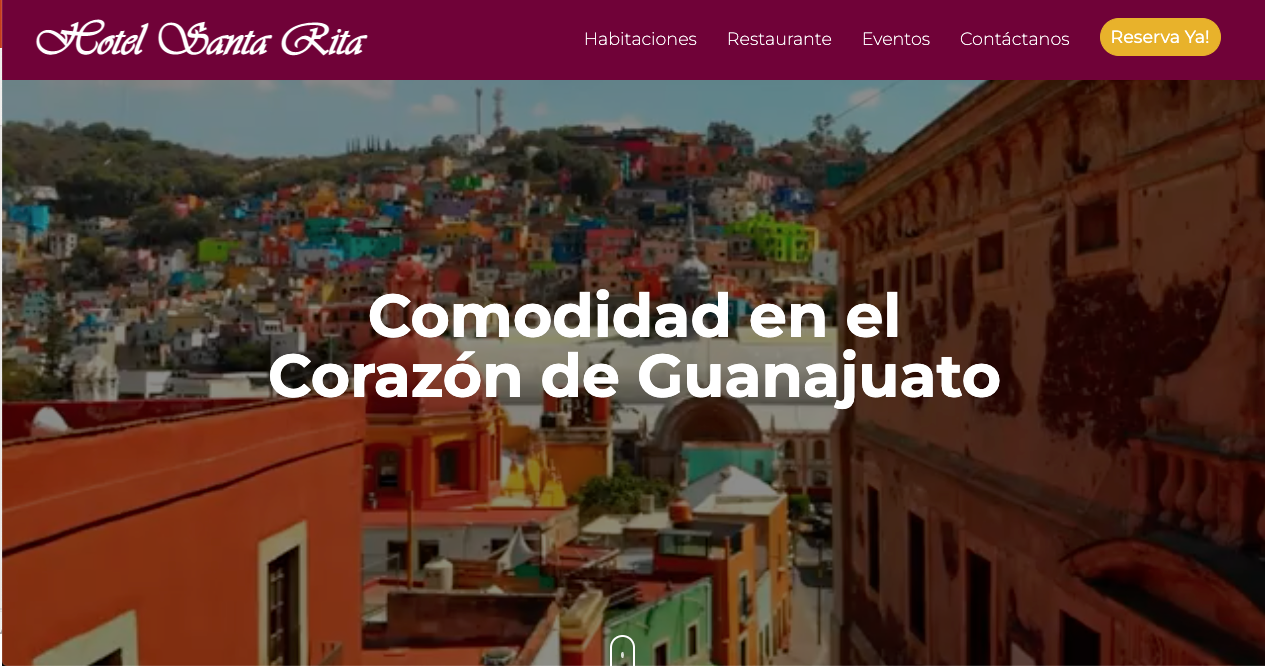 Hotel Santa Rita
Habitaciones
Restaurante
Eventos
Contáctanos
Reserva Ya!
Comodidad en el
Corazón de Guanajuato